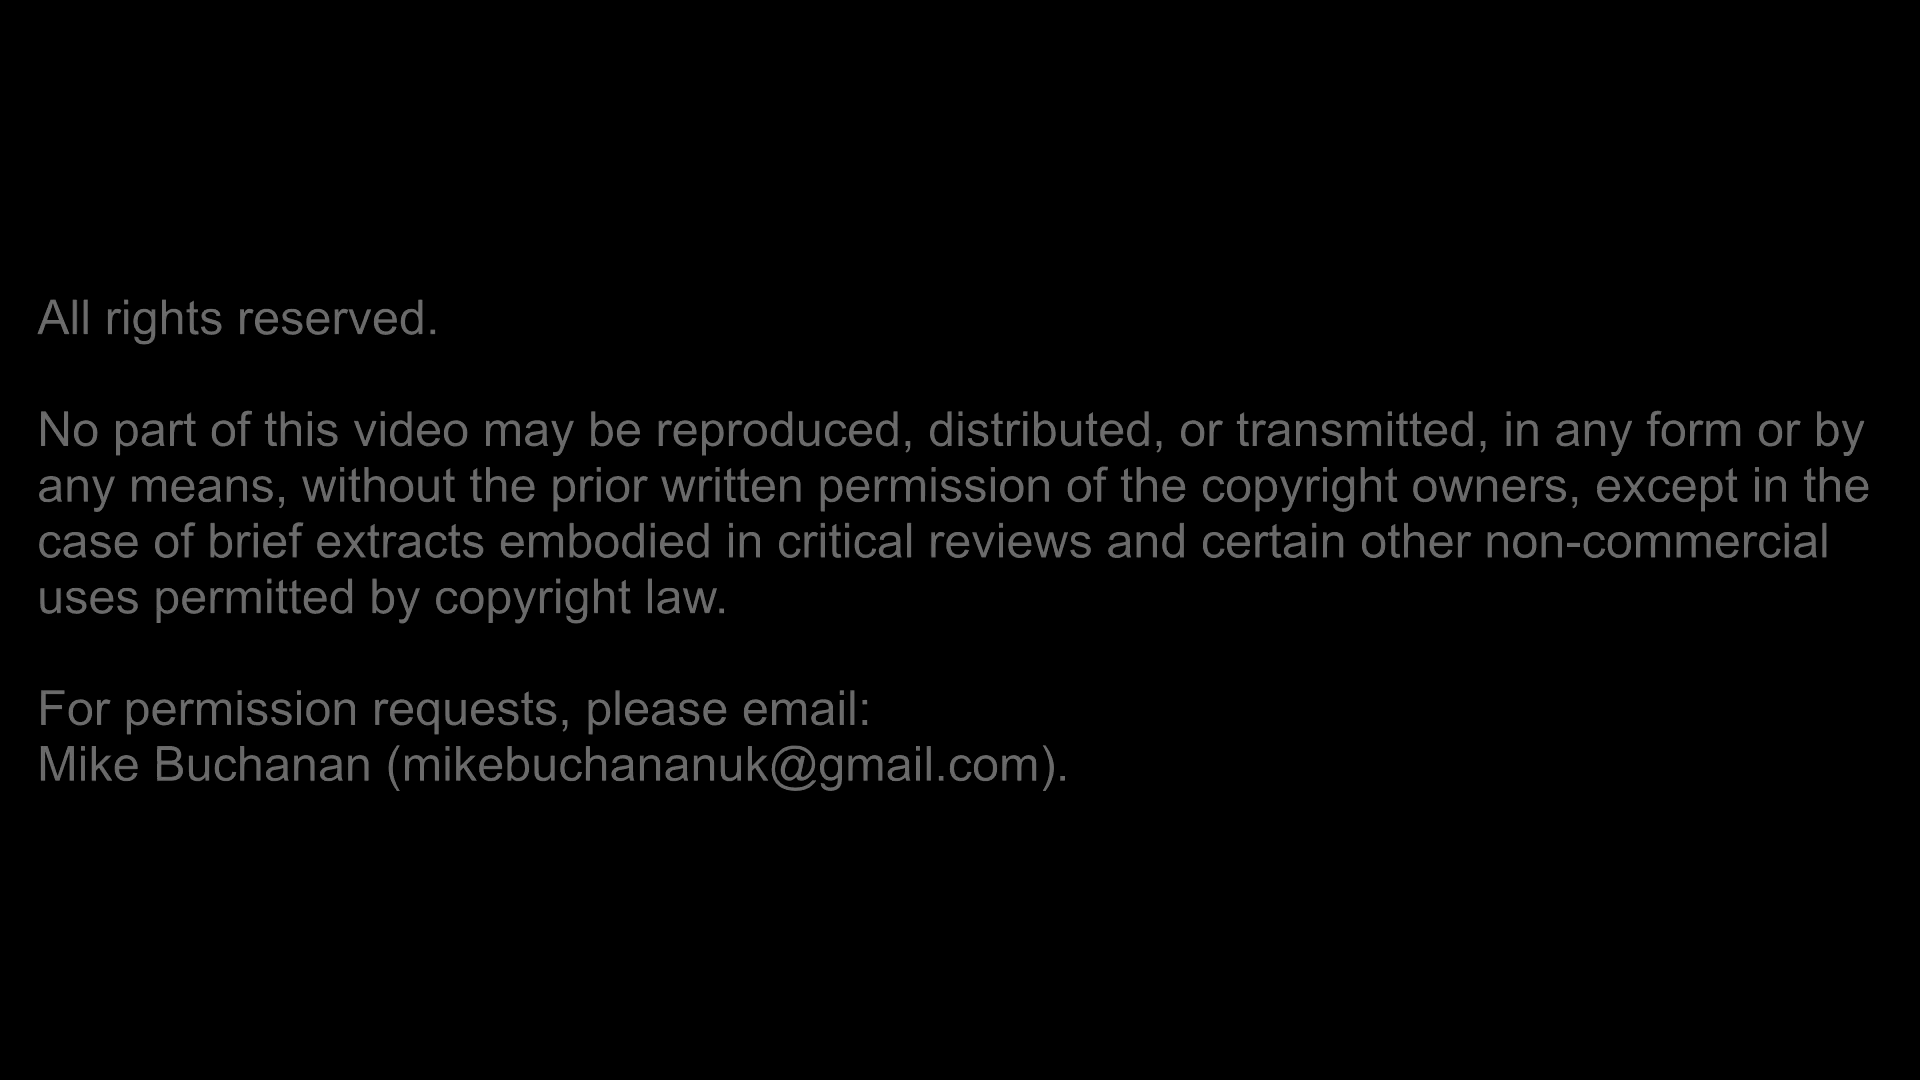 All rights reserved.
No part of this video may be reproduced, distributed, or transmitted, in any form or by
any means, without the prior written permission of the copyright owners, except in the
case of brief extracts embodied in critical reviews and certain other non-commercial
uses permitted by copyright law.
For permission requests, please email:
Mike Buchanan (mikebuchananuk@gmail.com).